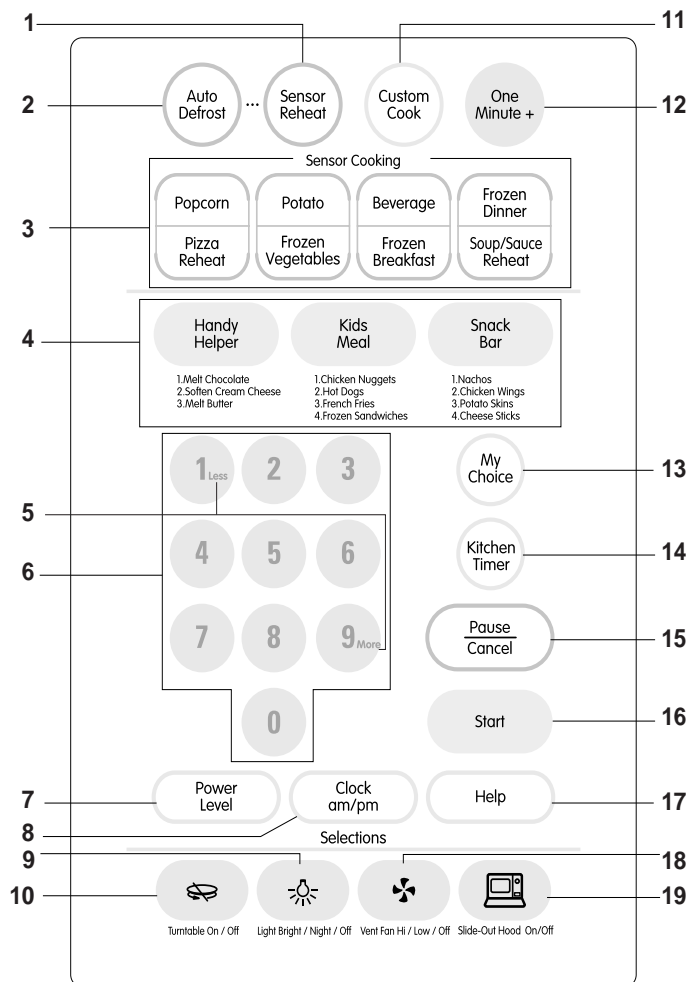 1
11
2
Auto
Defrost
...
Sensor
Reheat
Custom
Cook
One
Minute +
12
Sensor Cooking
3
Popcorn
Potato
Beverage
Frozen
Dinner
Pizza
Reheat
Frozen
Vegetables
Frozen
Breakfast
Soup/Sauce
Reheat
4
Handy
Helper
Kids
Meal
Snack
Bar
1.Melt Chocolate
2.Soften Cream Cheese
3.Melt Butter
1.Chicken Nuggets
2.Hot Dogs
3.French Fries
4.Frozen Sandwiches
1.Nachos
2.Chicken Wings
3.Potato Skins
4.Cheese Sticks
1 Less
2
3
My
Choice
13
5
6
4
5
6
Kitchen
Timer
14
7
8
9 More
Pause
Cancel
15
0
Start
16
7
Power
Level
Clock
am/pm
Help
17
8
Selections
9
18
10
19
Turntable On / Off
Light Bright / Night / Off
Vent Fan Hi / Low / Off
Slide-Out Hood On/Off